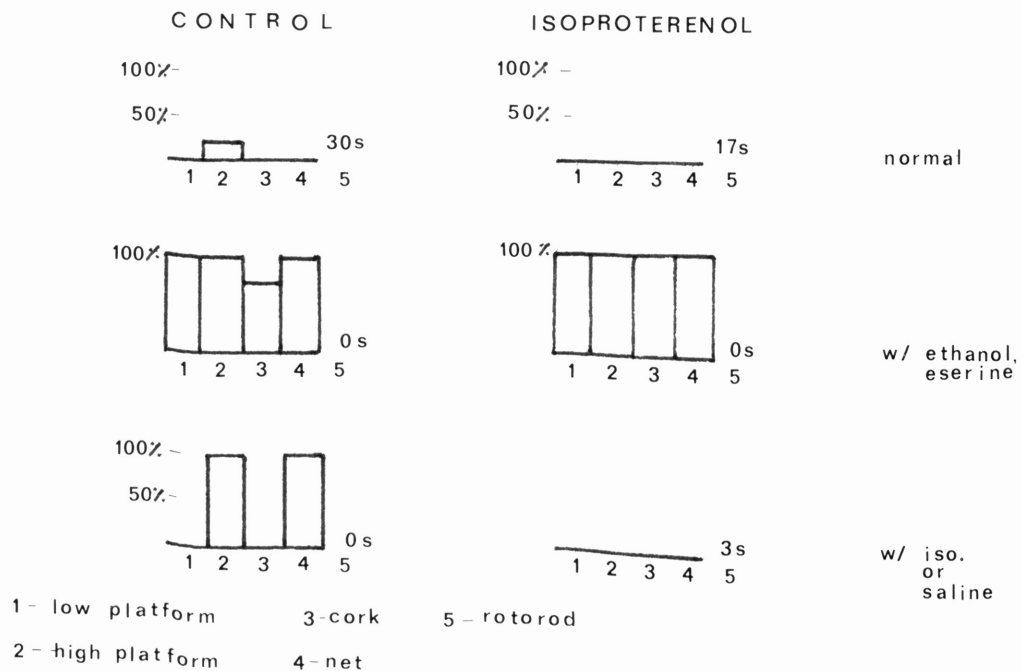 CONTROL ISOPROTERENOL
100% 100%
50% 50%
30s 17s
normal
1 2 3 4 5 1 2 3 4 5
100% 100%
0s 0s
w/ ethanol,
eserine
1 2 3 4 5 1 2 3 4 5
100%
50%
0s 3s
w/ iso.
or
saline
1 2 3 4 5 1 2 3 4 5
1- low platform 3-cork 5-rotorod
2-high platform 4-net